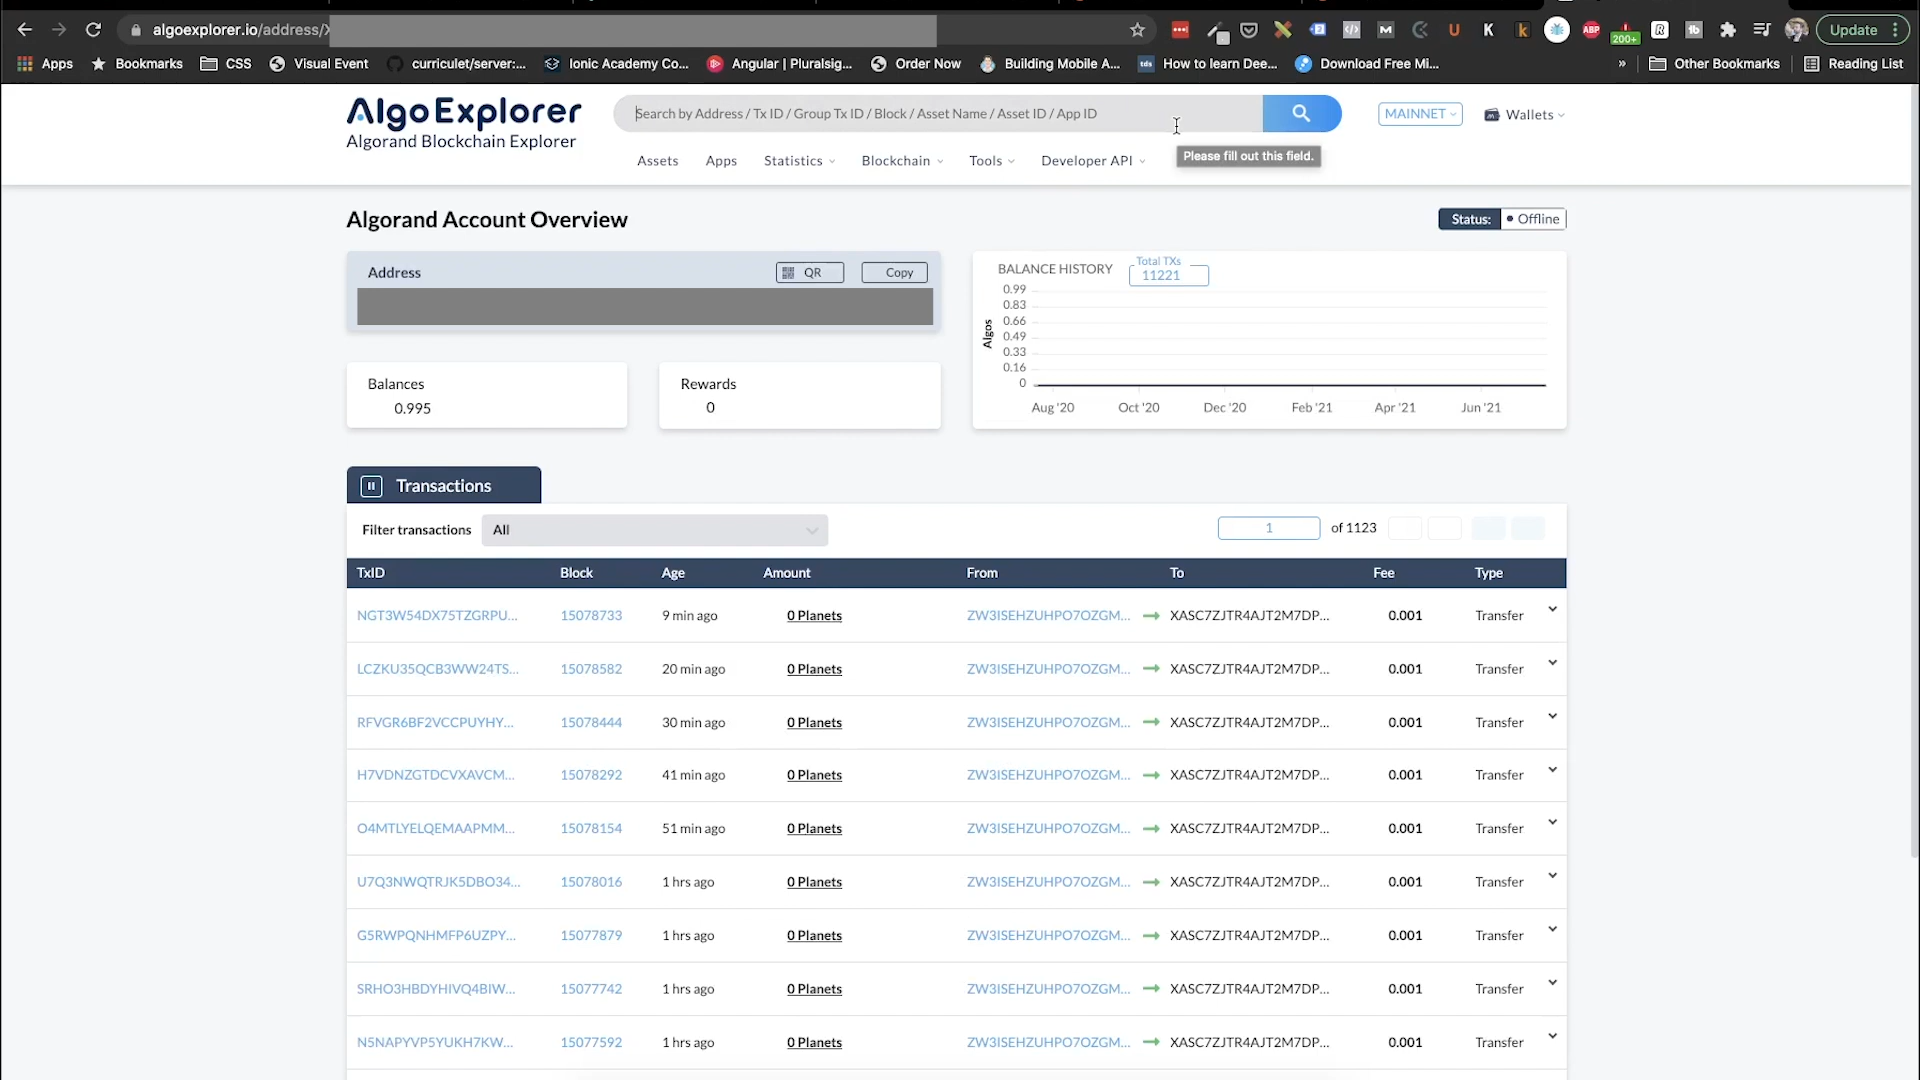 algoexplorer.io/address/X
Update
200+
Apps
Bookmarks
CSS
Visual Event
curriculet/server:...
Ionic Academy Co...
Angular | Pluralsig...
Order Now
Building Mobile A...
tds How to learn Dee...
Download Free Mi...
»
Other Bookmarks
Reading List
AlgoExplorer
Algorand Blockchain Explorer
Search by Address / Tx ID / Group Tx ID / Block / Asset Name / Asset ID / App ID
MAINNET
Wallets
Assets
Apps
Statistics
Blockchain
Tools
Developer API
Please fill out this field.
Algorand Account Overview
Status:
Offline
Address
QR
Copy
Balances
0.995
Rewards
0
BALANCE HISTORY
Total TXs
11221
Algos
0.99
0.83
0.66
0.49
0.33
0.16
0
Aug '20 Oct '20 Dec '20 Feb '21 Apr '21 Jun '21
Transactions
Filter transactions
All
1 of 1123
TxID Block Age Amount From To Fee Type
NGT3W54DX75TZGRPU... 15078733 9 min ago 0 Planets ZW3ISEHZUHPO7OZGM... XASC7ZJTR4AJT2M7DP... 0.001 Transfer
LCZKU35QCB3WW24TS... 15078582 20 min ago 0 Planets ZW3ISEHZUHPO7OZGM... XASC7ZJTR4AJT2M7DP... 0.001 Transfer
RFVGR6BF2VCCPUYHY... 15078444 30 min ago 0 Planets ZW3ISEHZUHPO7OZGM... XASC7ZJTR4AJT2M7DP... 0.001 Transfer
H7VDNZGTDCVXAVCM... 15078292 41 min ago 0 Planets ZW3ISEHZUHPO7OZGM... XASC7ZJTR4AJT2M7DP... 0.001 Transfer
O4MTLYELQEMAAPMM... 15078154 51 min ago 0 Planets ZW3ISEHZUHPO7OZGM... XASC7ZJTR4AJT2M7DP... 0.001 Transfer
U7Q3NWQTRJK5DBO34... 15078016 1 hrs ago 0 Planets ZW3ISEHZUHPO7OZGM... XASC7ZJTR4AJT2M7DP... 0.001 Transfer
G5RWPQNHMFP6UZPY... 15077879 1 hrs ago 0 Planets ZW3ISEHZUHPO7OZGM... XASC7ZJTR4AJT2M7DP... 0.001 Transfer
SRHO3HBDYHIVQ4BIW... 15077742 1 hrs ago 0 Planets ZW3ISEHZUHPO7OZGM... XASC7ZJTR4AJT2M7DP... 0.001 Transfer
N5NAPYVP5YUKH7KW... 15077592 1 hrs ago 0 Planets ZW3ISEHZUHPO7OZGM... XASC7ZJTR4AJT2M7DP... 0.001 Transfer